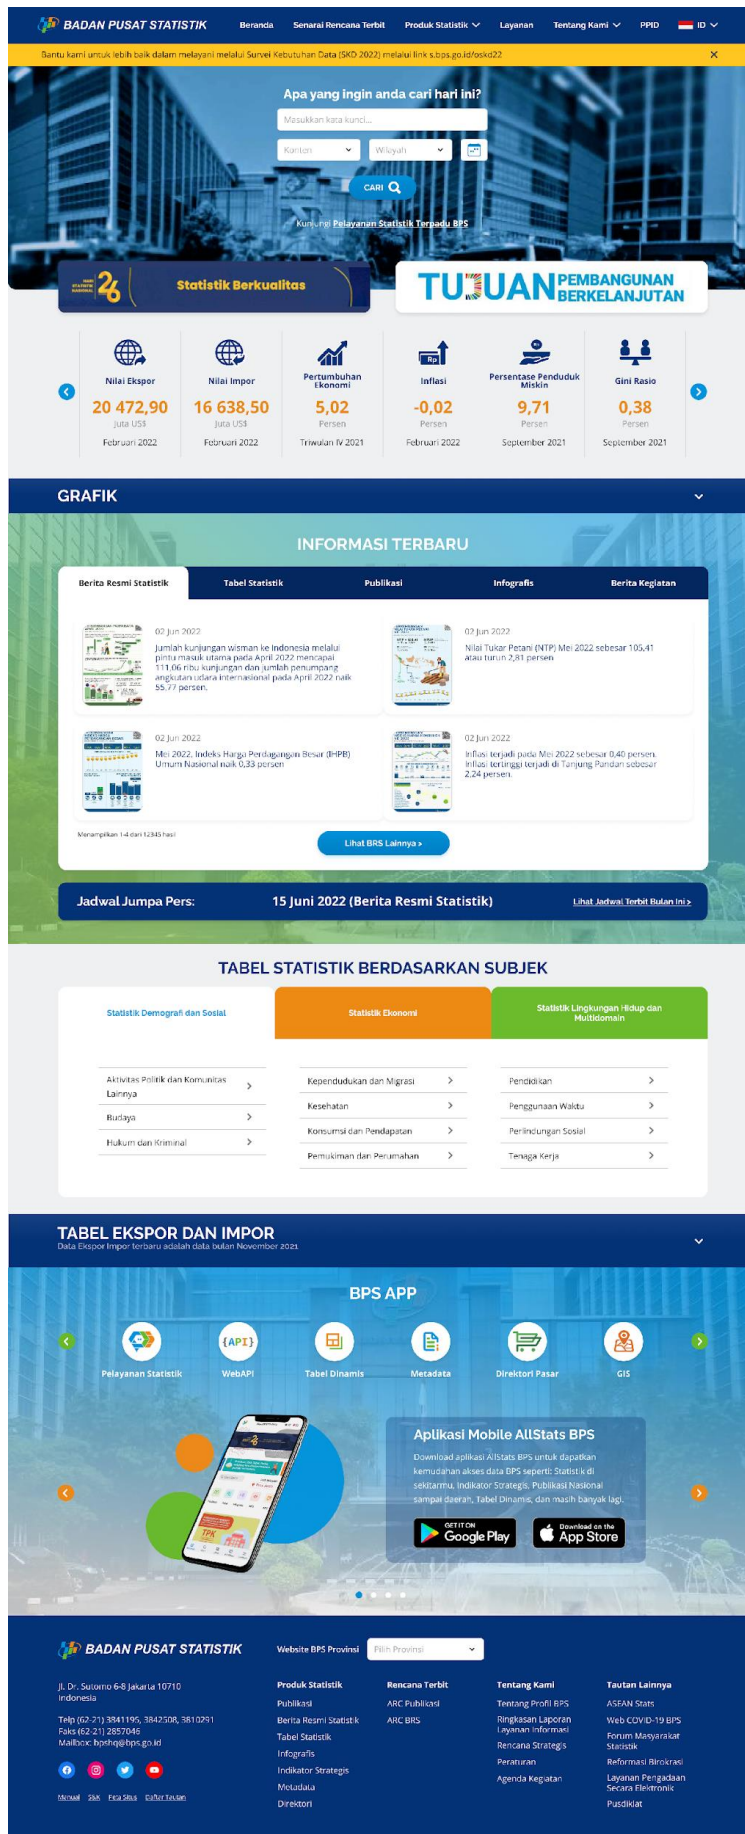 BADAN PUSAT STATISTIK
Beranda
Senarai Rencana Terbit
Produk Statistik
Layanan
Tentang Kami
PPID
ID
Bantu kami untuk lebih baik dalam melayani melalui Survei Kebutuhan Data (SKD 2022) melalui link s.bps.go.id/oskd22
Apa yang ingin anda cari hari ini?
Masukkan kata kunci...
Konten
Wilayah
CARI
Kunjungi Pelayanan Statistik Terpadu BPS
HARI STATISTIK NASIONAL 26
Statistik Berkualitas
TUJUAN PEMBANGUNAN
BERKELANJUTAN
Nilai Ekspor
20 472,90
Juta US$
Februari 2022
Nilai Impor
16 638,50
Juta US$
Februari 2022
Pertumbuhan
Ekonomi
5,02
Persen
Triwulan IV 2021
Rp
Inflasi
-0,02
Persen
Februari 2022
Persentase Penduduk
Miskin
9,71
Persen
September 2021
Gini Rasio
0,38
Persen
September 2021
GRAFIK
INFORMASI TERBARU
Berita Resmi Statistik
Tabel Statistik
Publikasi
Infografis
Berita Kegiatan
02 Jun 2022
Jumlah kunjungan wisman ke Indonesia melalui
pintu masuk utama pada April 2022 mencapai
111,06 ribu kunjungan dan jumlah penumpang
angkutan udara internasional pada April 2022 naik
55,77 persen.
02 Jun 2022
Nilai Tukar Petani (NTP) Mei 2022 sebesar 105,41
atau turun 2,81 persen
02 Jun 2022
Mei 2022, Indeks Harga Perdagangan Besar (IHPB)
Umum Nasional naik 0,33 persen
02 Jun 2022
Inflasi terjadi pada Mei 2022 sebesar 0,40 persen.
Inflasi tertinggi terjadi di Tanjung Pandan sebesar
2,24 persen.
Menampilkan 1-4 dari 12345 hasil
Lihat BRS Lainnya >
Jadwal Jumpa Pers:
15 Juni 2022 (Berita Resmi Statistik)
Lihat Jadwal Terbit Bulan Ini >
TABEL STATISTIK BERDASARKAN SUBJEK
Statistik Demografi dan Sosial
Statistik Ekonomi
Statistik Lingkungan Hidup dan
Multidomain
Aktivitas Politik dan Komunitas
Lainnya
Budaya
Hukum dan Kriminal
Kependudukan dan Migrasi
Kesehatan
Konsumsi dan Pendapatan
Pemukiman dan Perumahan
Pendidikan
Penggunaan Waktu
Perlindungan Sosial
Tenaga Kerja
TABEL EKSPOR DAN IMPOR
Data Ekspor Impor terbaru adalah data bulan November 2021
BPS APP
Pelayanan Statistik
{API}
WebAPI
Tabel Dinamis
Metadata
Direktori Pasar
GIS
TPK
Aplikasi Mobile AllStats BPS
Download aplikasi AllStats BPS untuk dapatkan
kemudahan akses data BPS seperti: Statistik di
sekitarmu, Indikator Strategis, Publikasi Nasional
sampai daerah, Tabel Dinamis, dan masih banyak lagi.
GET IT ON
Google Play
Download on the
App Store
BADAN PUSAT STATISTIK
Website BPS Provinsi
Pilih Provinsi
Jl. Dr. Sutomo 6-8 Jakarta 10710
Indonesia
Telp (62-21) 3841195, 3842508, 3810291
Faks (62-21) 2857046
Mailbox: bpshq@bps.go.id
Manual
S&K
Peta Situs
Daftar Tautan
Produk Statistik
Publikasi
Berita Resmi Statistik
Tabel Statistik
Infografis
Indikator Strategis
Metadata
Direktori
Rencana Terbit
ARC Publikasi
ARC BRS
Tentang Kami
Tentang Profil BPS
Ringkasan Laporan
Layanan Informasi
Rencana Strategis
Peraturan
Agenda Kegiatan
Tautan Lainnya
ASEAN Stats
Web COVID-19 BPS
Forum Masyarakat
Statistik
Reformasi Birokrasi
Layanan Pengadaan
Secara Elektronik
Pusdiklat